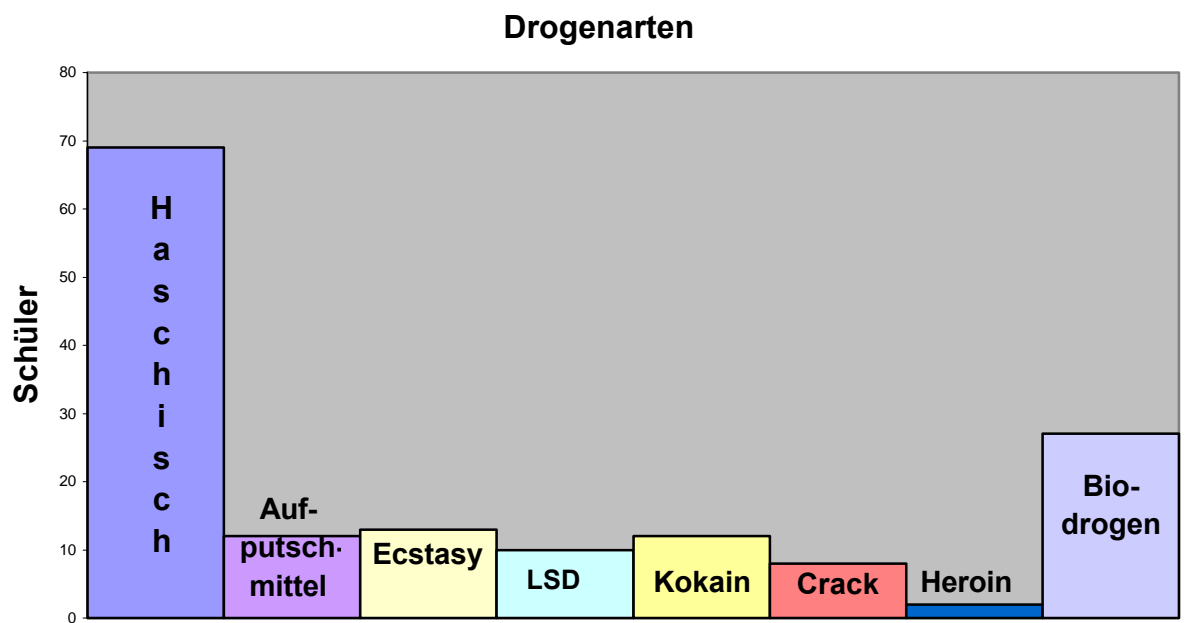 Drogenarten
80
70
60
50
40
30
20
10
0
Schüler
Haschisch
Auf-
putsch-
mittel
Ecstasy
LSD
Kokain
Crack
Heroin
Bio-
drogen